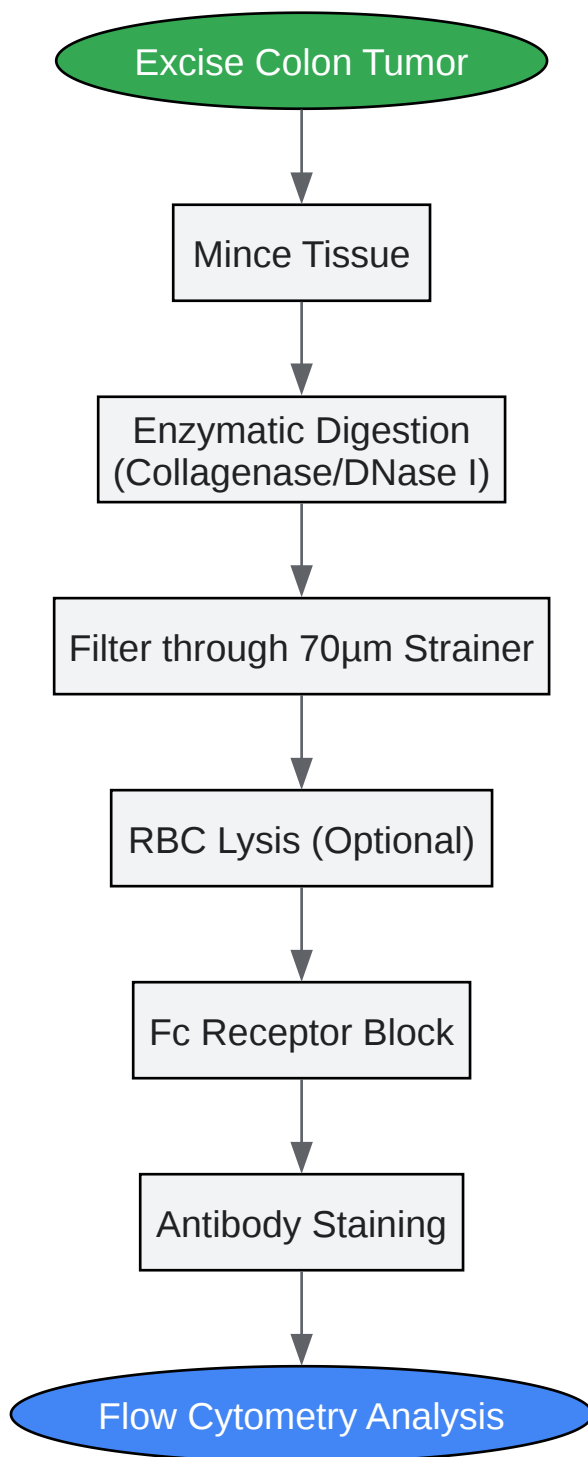 Excise Colon Tumor
Mince Tissue
Enzymatic Digestion
(Collagenase/DNase I)
Filter through 70µm Strainer
RBC Lysis (Optional)
Fc Receptor Block
Antibody Staining
Flow Cytometry Analysis